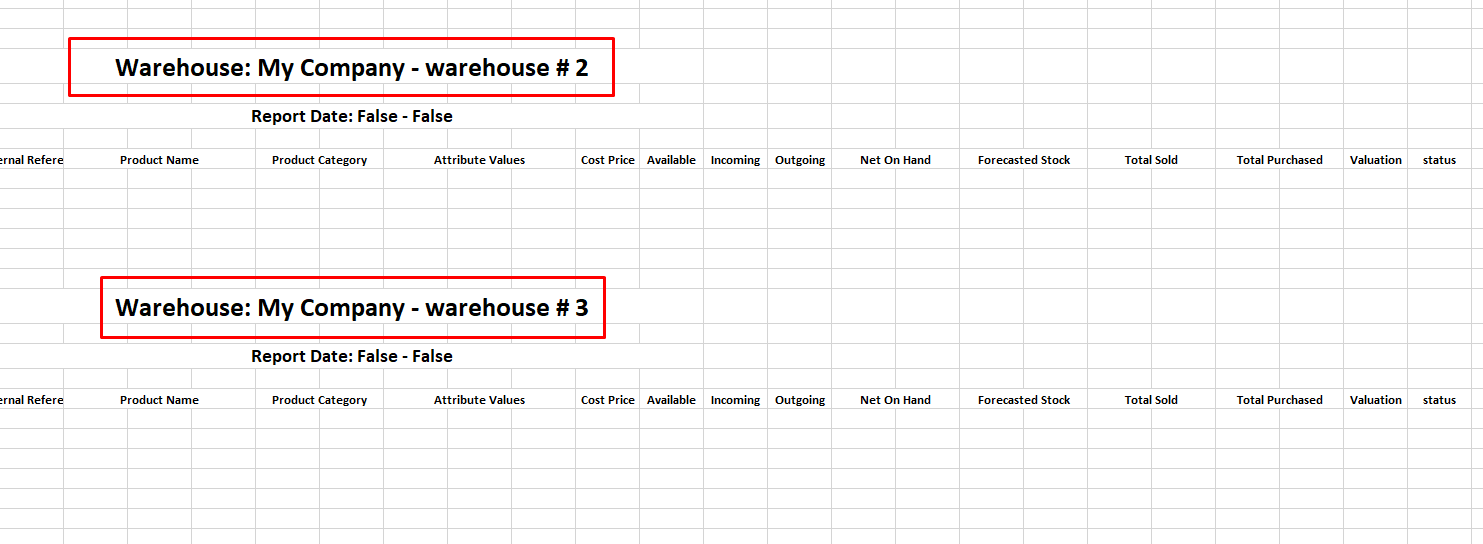 Warehouse: My Company - warehouse # 2
Report Date: False - False
ernal Refere Product Name Product Category Attribute Values Cost Price Available Incoming Outgoing Net On Hand Forecasted Stock Total Sold Total Purchased Valuation status
Warehouse: My Company - warehouse # 3
Report Date: False - False
ernal Refere Product Name Product Category Attribute Values Cost Price Available Incoming Outgoing Net On Hand Forecasted Stock Total Sold Total Purchased Valuation status